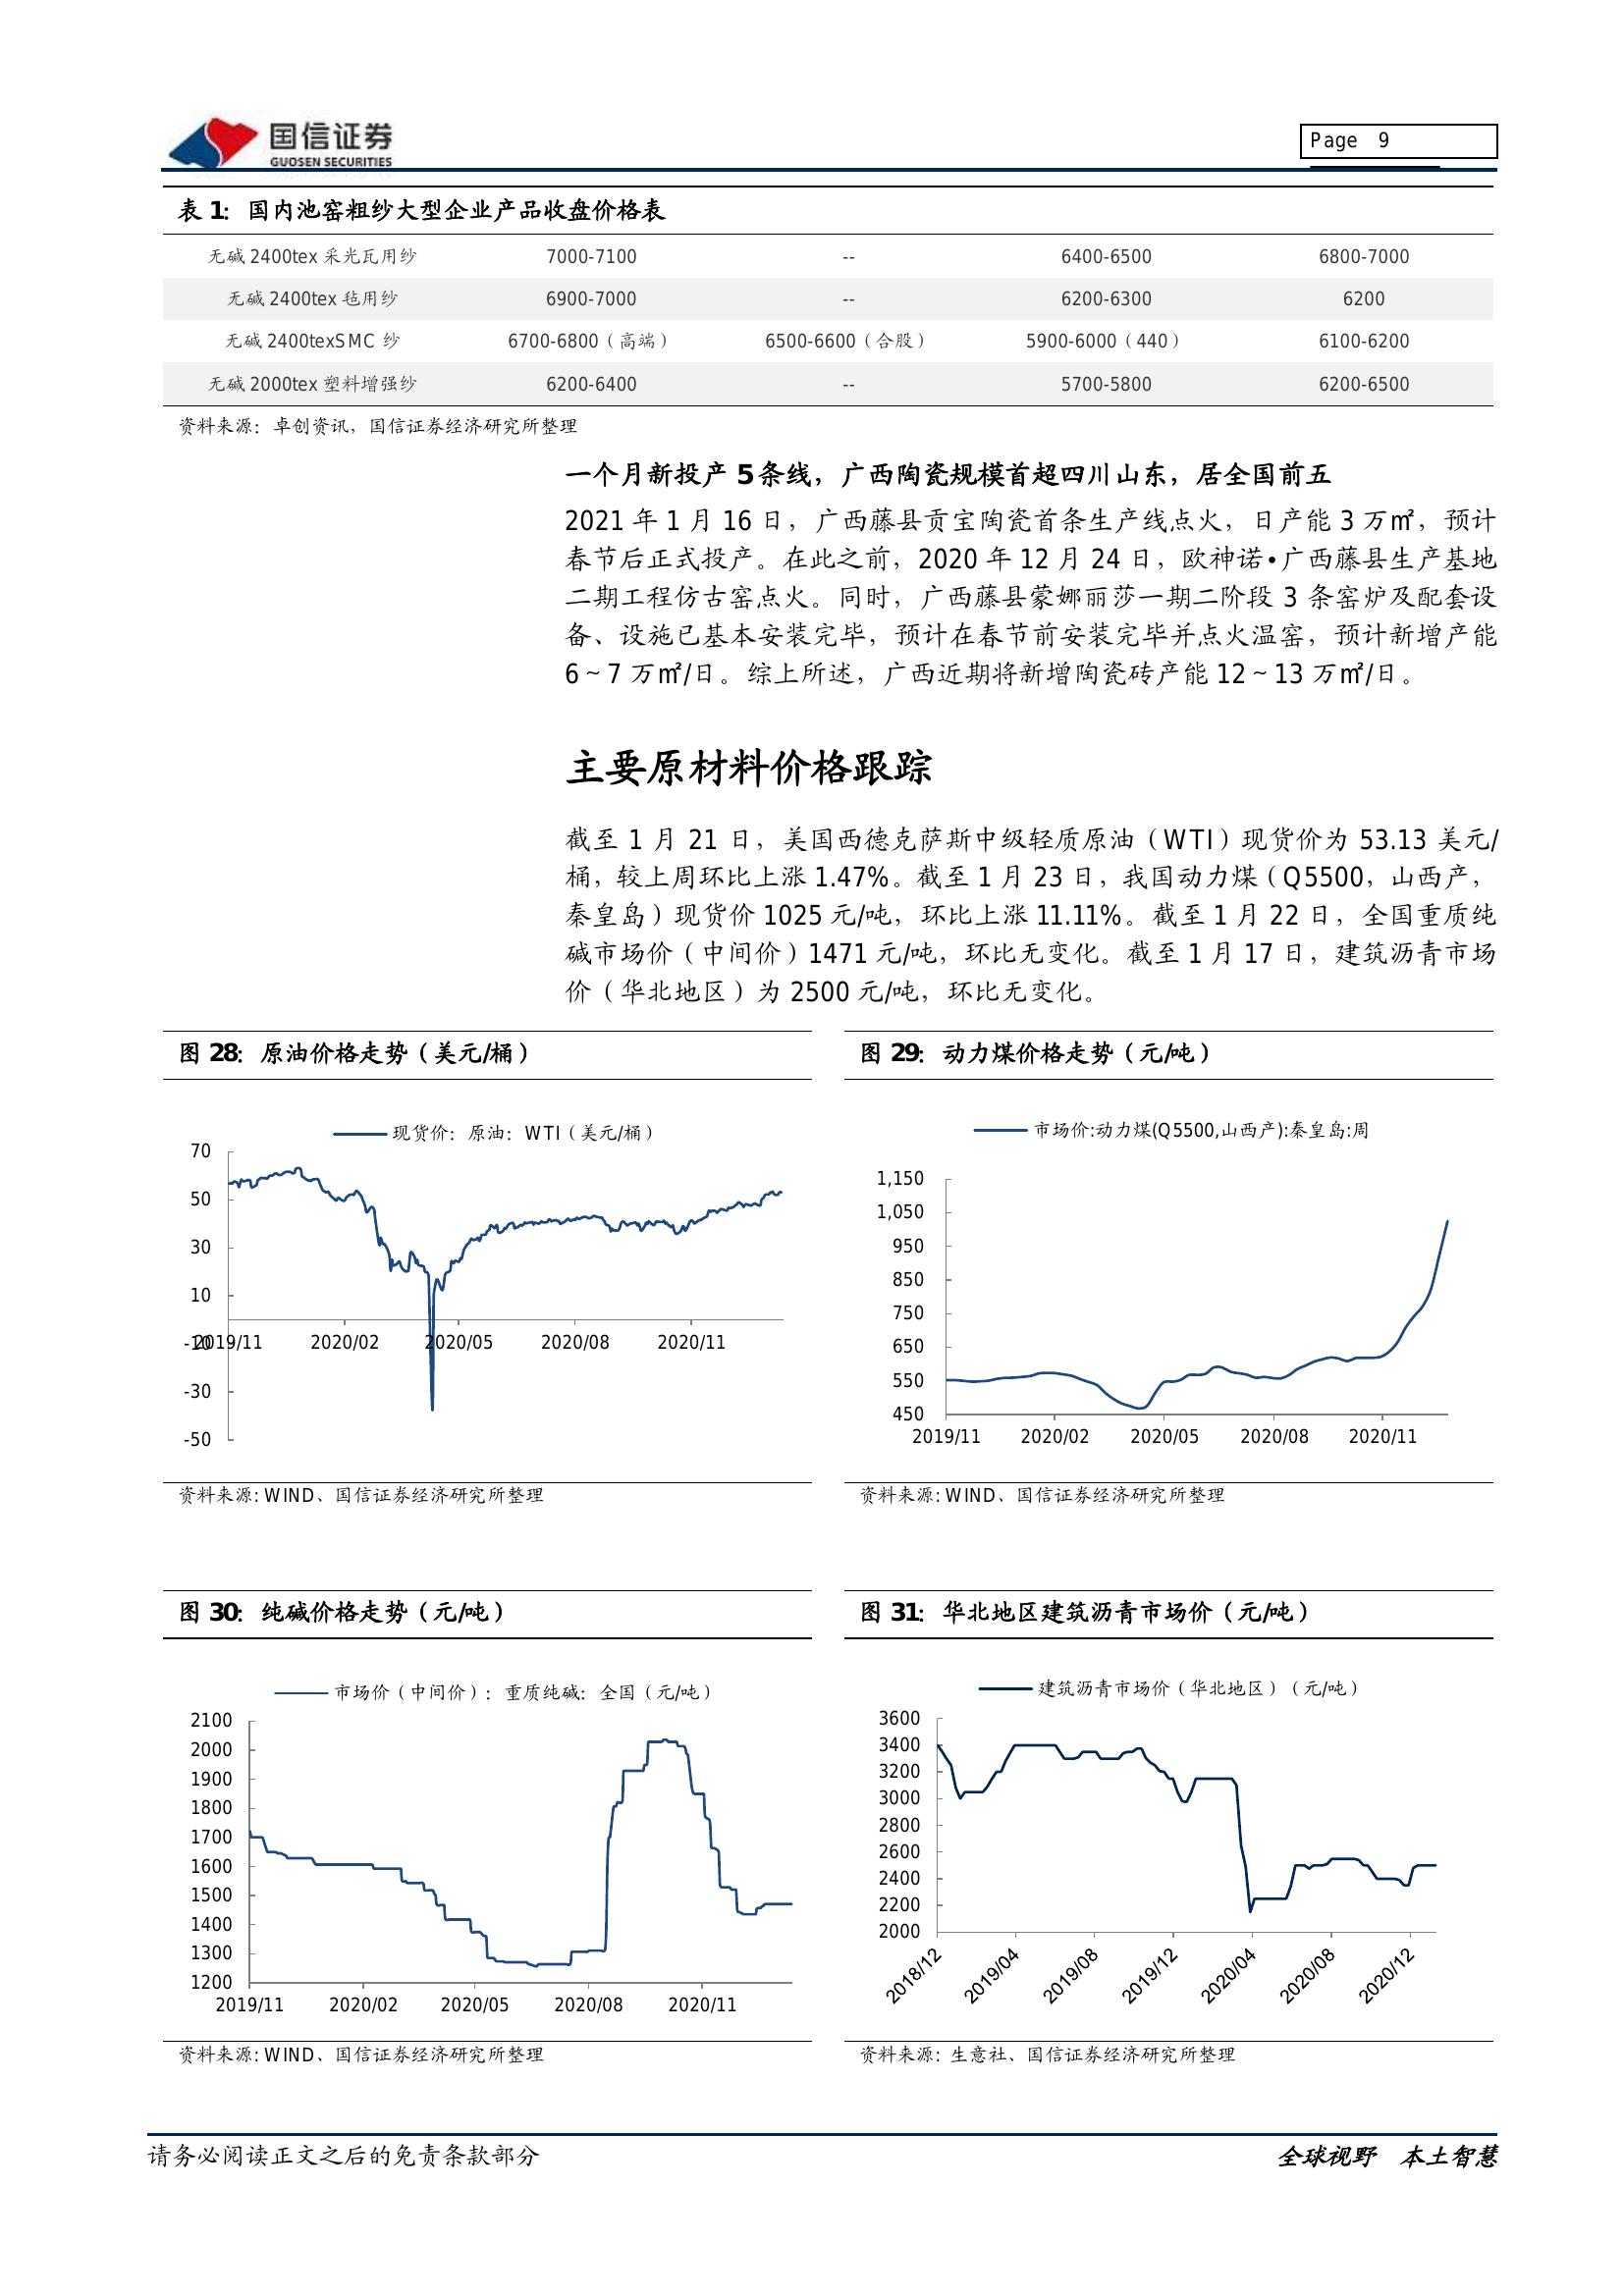 国信证券
GUOSEN SECURITIES
Page 9
表 1：国内池窑粗纱大型企业产品收盘价格表
无碱 2400tex 采光瓦用纱 7000-7100 -- 6400-6500 6800-7000
无碱 2400tex 毡用纱 6900-7000 -- 6200-6300 6200
无碱 2400texSMC 纱 6700-6800（高端） 6500-6600（合股） 5900-6000（440） 6100-6200
无碱 2000tex 塑料增强纱 6200-6400 -- 5700-5800 6200-6500
资料来源：卓创资讯，国信证券经济研究所整理
一个月新投产 5 条线，广西陶瓷规模首超四川山东，居全国前五
2021 年 1 月 16 日，广西藤县贡宝陶瓷首条生产线点火，日产能 3 万㎡，预计
春节后正式投产。在此之前，2020 年 12 月 24 日，欧神诺•广西藤县生产基地
二期工程仿古窑点火。同时，广西藤县蒙娜丽莎一期二阶段 3 条窑炉及配套设
备、设施已基本安装完毕，预计在春节前安装完毕并点火温窑，预计新增产能
6~7 万㎡/日。综上所述，广西近期将新增陶瓷砖产能 12~13 万㎡/日。
主要原材料价格跟踪
截至 1 月 21 日，美国西德克萨斯中级轻质原油（WTI）现货价为 53.13 美元/
桶，较上周环比上涨 1.47%。截至 1 月 23 日，我国动力煤（Q5500，山西产，
秦皇岛）现货价 1025 元/吨，环比上涨 11.11%。截至 1 月 22 日，全国重质纯
碱市场价（中间价）1471 元/吨，环比无变化。截至 1 月 17 日，建筑沥青市场
价（华北地区）为 2500 元/吨，环比无变化。
图 28：原油价格走势（美元/桶）
现货价：原油：WTI（美元/桶）
70
50
30
10
-10
-30
-50
2019/11 2020/02 2020/05 2020/08 2020/11
资料来源: WIND、国信证券经济研究所整理
图 29：动力煤价格走势（元/吨）
市场价:动力煤(Q5500,山西产):秦皇岛:周
1,150
1,050
950
850
750
650
550
450
2019/11 2020/02 2020/05 2020/08 2020/11
资料来源: WIND、国信证券经济研究所整理
图 30：纯碱价格走势（元/吨）
市场价（中间价）：重质纯碱：全国（元/吨）
2100
2000
1900
1800
1700
1600
1500
1400
1300
1200
2019/11 2020/02 2020/05 2020/08 2020/11
资料来源: WIND、国信证券经济研究所整理
图 31：华北地区建筑沥青市场价（元/吨）
建筑沥青市场价（华北地区）（元/吨）
3600
3400
3200
3000
2800
2600
2400
2200
2000
2018/12 2019/04 2019/08 2019/12 2020/04 2020/08 2020/12
资料来源：生意社、国信证券经济研究所整理
请务必阅读正文之后的免责条款部分
全球视野 本土智慧